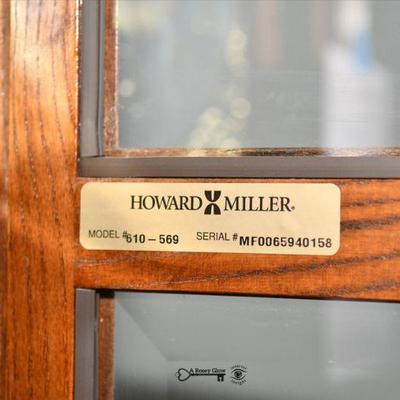 HOWARD MILLER®
MODEL # 610-569 SERIAL # MF0065940158
A Rosey Glow